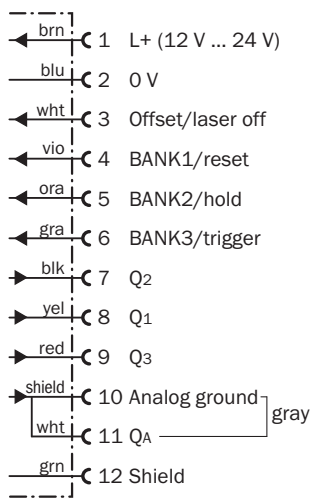 brn 1 L+ (12 V ... 24 V)
blu 2 0 V
wht 3 Offset/laser off
vio 4 BANK1/reset
ora 5 BANK2/hold
gra 6 BANK3/trigger
blk 7 Q2
yel 8 Q1
red 9 Q3
shield 10 Analog ground
gray
wht 11 QA
grn 12 Shield